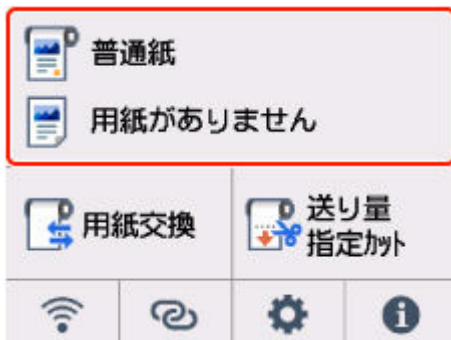 普通紙
用紙がありません
用紙交換
送り量
指定ｶｯﾄ